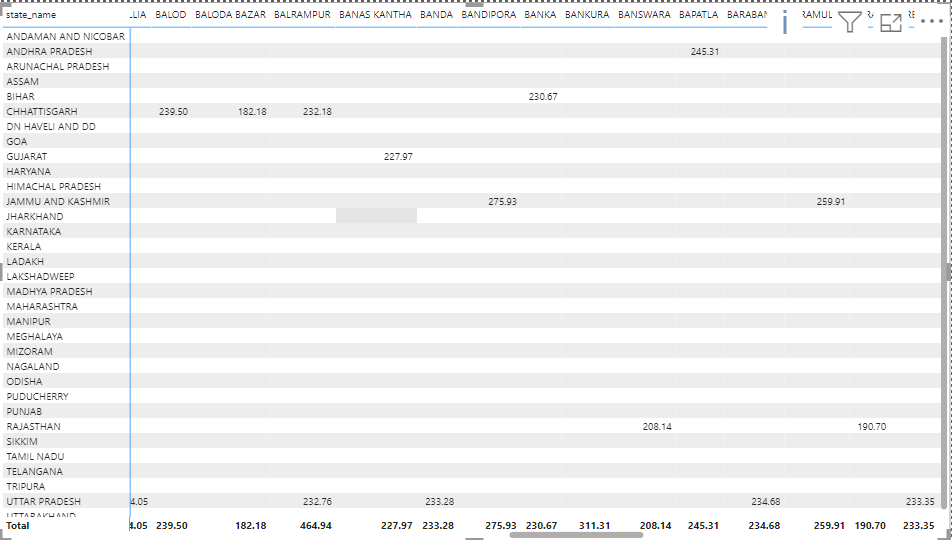 state_name LLIA BALOD BALODA BAZAR BALRAMPUR BANAS KANTHA BANDA BANDIPORA BANKA BANKURA BANSWARA BAPATLA BARABAN RAMUL
ANDAMAN AND NICOBAR
ANDHRA PRADESH 245.31
ARUNACHAL PRADESH
ASSAM
BIHAR 230.67
CHHATTISGARH 239.50 182.18 232.18
DN HAVELI AND DD
GOA
GUJARAT 227.97
HARYANA
HIMACHAL PRADESH
JAMMU AND KASHMIR 275.93 259.91
JHARKHAND
KARNATAKA
KERALA
LADAKH
LAKSHADWEEP
MADHYA PRADESH
MAHARASHTRA
MANIPUR
MEGHALAYA
MIZORAM
NAGALAND
ODISHA
PUDUCHERRY
PUNJAB
RAJASTHAN 208.14 190.70
SIKKIM
TAMIL NADU
TELANGANA
TRIPURA
UTTAR PRADESH 4.05 232.76 233.28 234.68 233.35
UTTARAKHAND
Total 4.05 239.50 182.18 464.94 227.97 233.28 275.93 230.67 311.31 208.14 245.31 234.68 259.91 190.70 233.35